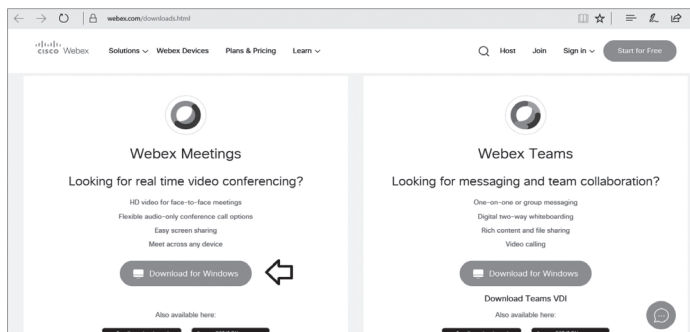 webex.com/downloads.html
CISCO Webex Solutions Webex Devices Plans & Pricing Learn Host Join Sign in Start for Free
Webex Meetings
Looking for real time video conferencing?
HD video for face-to-face meetings
Flexible audio-only conference call options
Easy screen sharing
Meet across any device
Download for Windows
Also available here:
Webex Teams
Looking for messaging and team collaboration?
One-on-one or group messaging
Digital two-way whiteboarding
Rich content and file sharing
Video calling
Download for Windows
Download Teams VDI
Also available here: